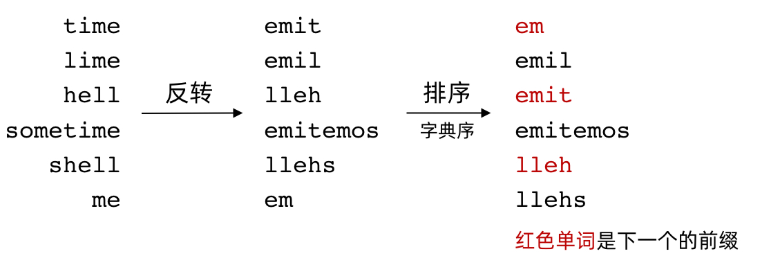 time emit em
lime emil emil
hell 反转 lleh 排序 emit
sometime emitemos 字典序 emitemos
shell llehs lleh
me em llehs
红色单词是下一个的前缀